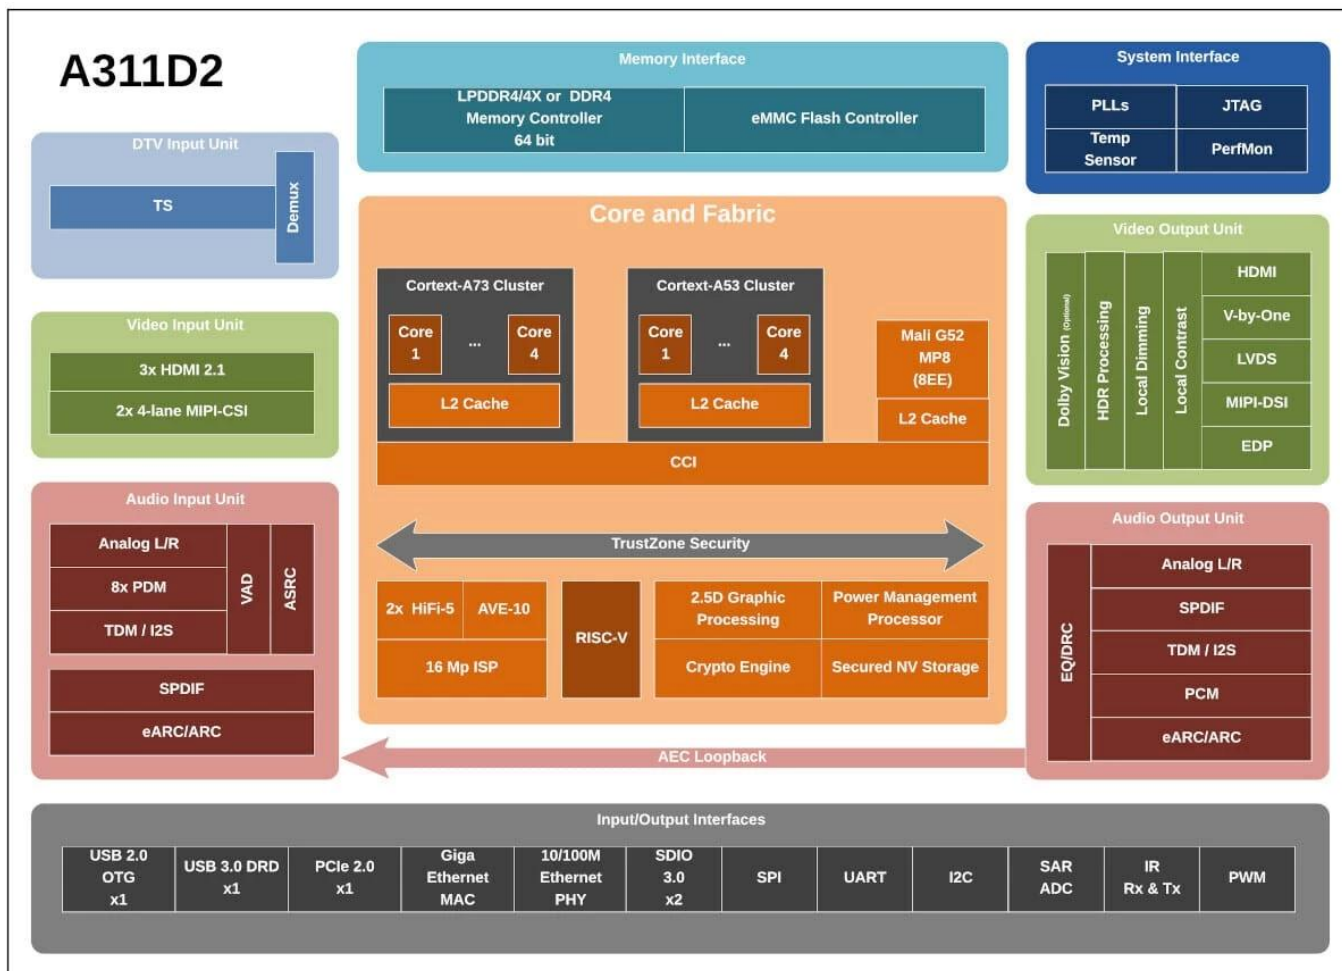 A311D2
Memory Interface
LPDDR4/4X or DDR4
Memory Controller
64 bit
eMMC Flash Controller
System Interface
PLLs
JTAG
Temp
Sensor
PerfMon
DTV Input Unit
TS
Demux
Video Input Unit
3x HDMI 2.1
2x 4-lane MIPI-CSI
Audio Input Unit
Analog L/R
8x PDM
TDM / I2S
VAD
ASRC
SPDIF
eARC/ARC
Core and Fabric
Cortext-A73 Cluster
Core
1
...
Core
4
L2 Cache
Cortext-A53 Cluster
Core
1
...
Core
4
L2 Cache
Mali G52
MP8
(8EE)
L2 Cache
CCI
TrustZone Security
2x HiFi-5
AVE-10
16 Mp ISP
RISC-V
2.5D Graphic
Processing
Power Management
Processor
Crypto Engine
Secured NV Storage
Video Output Unit
Dolby Vision (Optional)
HDR Processing
Local Dimming
Local Contrast
HDMI
V-by-One
LVDS
MIPI-DSI
EDP
Audio Output Unit
EQ/DRC
Analog L/R
SPDIF
TDM / I2S
PCM
eARC/ARC
AEC Loopback
Input/Output Interfaces
USB 2.0
OTG
x1
USB 3.0 DRD
x1
PCIe 2.0
x1
Giga
Ethernet
MAC
10/100M
Ethernet
PHY
SDIO
3.0
x2
SPI
UART
I2C
SAR
ADC
IR
Rx & Tx
PWM